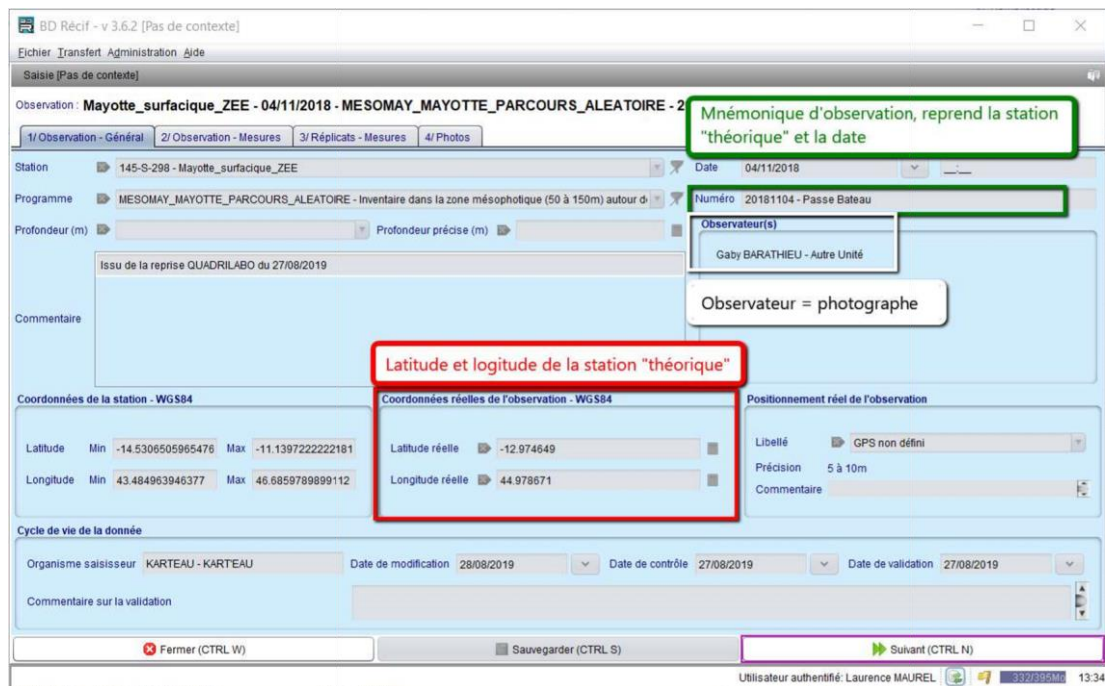 BD Récif - v 3.6.2 [Pas de contexte]
Fichier Transfert Administration Aide
Saisie [Pas de contexte]
Observation : Mayotte_surfacique_ZEE - 04/11/2018 - MESOMAY_MAYOTTE_PARCOURS_ALEATOIRE - 2
Mnémonique d'observation, reprend la station
"théorique" et la date
1/ Observation - Général 2/ Observation - Mesures 3/ Réplicats - Mesures 4/ Photos
Station 145-S-298 - Mayotte_surfacique_ZEE Date 04/11/2018 __:__
Programme MESOMAY_MAYOTTE_PARCOURS_ALEATOIRE - Inventaire dans la zone mésophotique (50 à 150m) autour d Numéro 20181104 - Passe Bateau
Profondeur (m) Profondeur précise (m) Observateur(s)
Gaby BARATHIEU - Autre Unité
Issu de la reprise QUADRILABO du 27/08/2019
Commentaire
Observateur = photographe
Latitude et logitude de la station "théorique"
Coordonnées de la station - WGS84 Coordonnées réelles de l'observation - WGS84 Positionnement réel de l'observation
Latitude Min -14.5306505965476 Max -11.1397222222181 Latitude réelle -12.974649 Libellé GPS non défini
Précision 5 à 10m
Longitude Min 43.484963946377 Max 46.6859789899112 Longitude réelle 44.978671 Commentaire
Cycle de vie de la donnée
Organisme saisisseur KARTEAU - KART'EAU Date de modification 28/08/2019 Date de contrôle 27/08/2019 Date de validation 27/08/2019
Commentaire sur la validation
Fermer (CTRL W) Sauvegarder (CTRL S) Suivant (CTRL N)
Utilisateur authentifié: Laurence MAUREL 332/395Mo 13:34